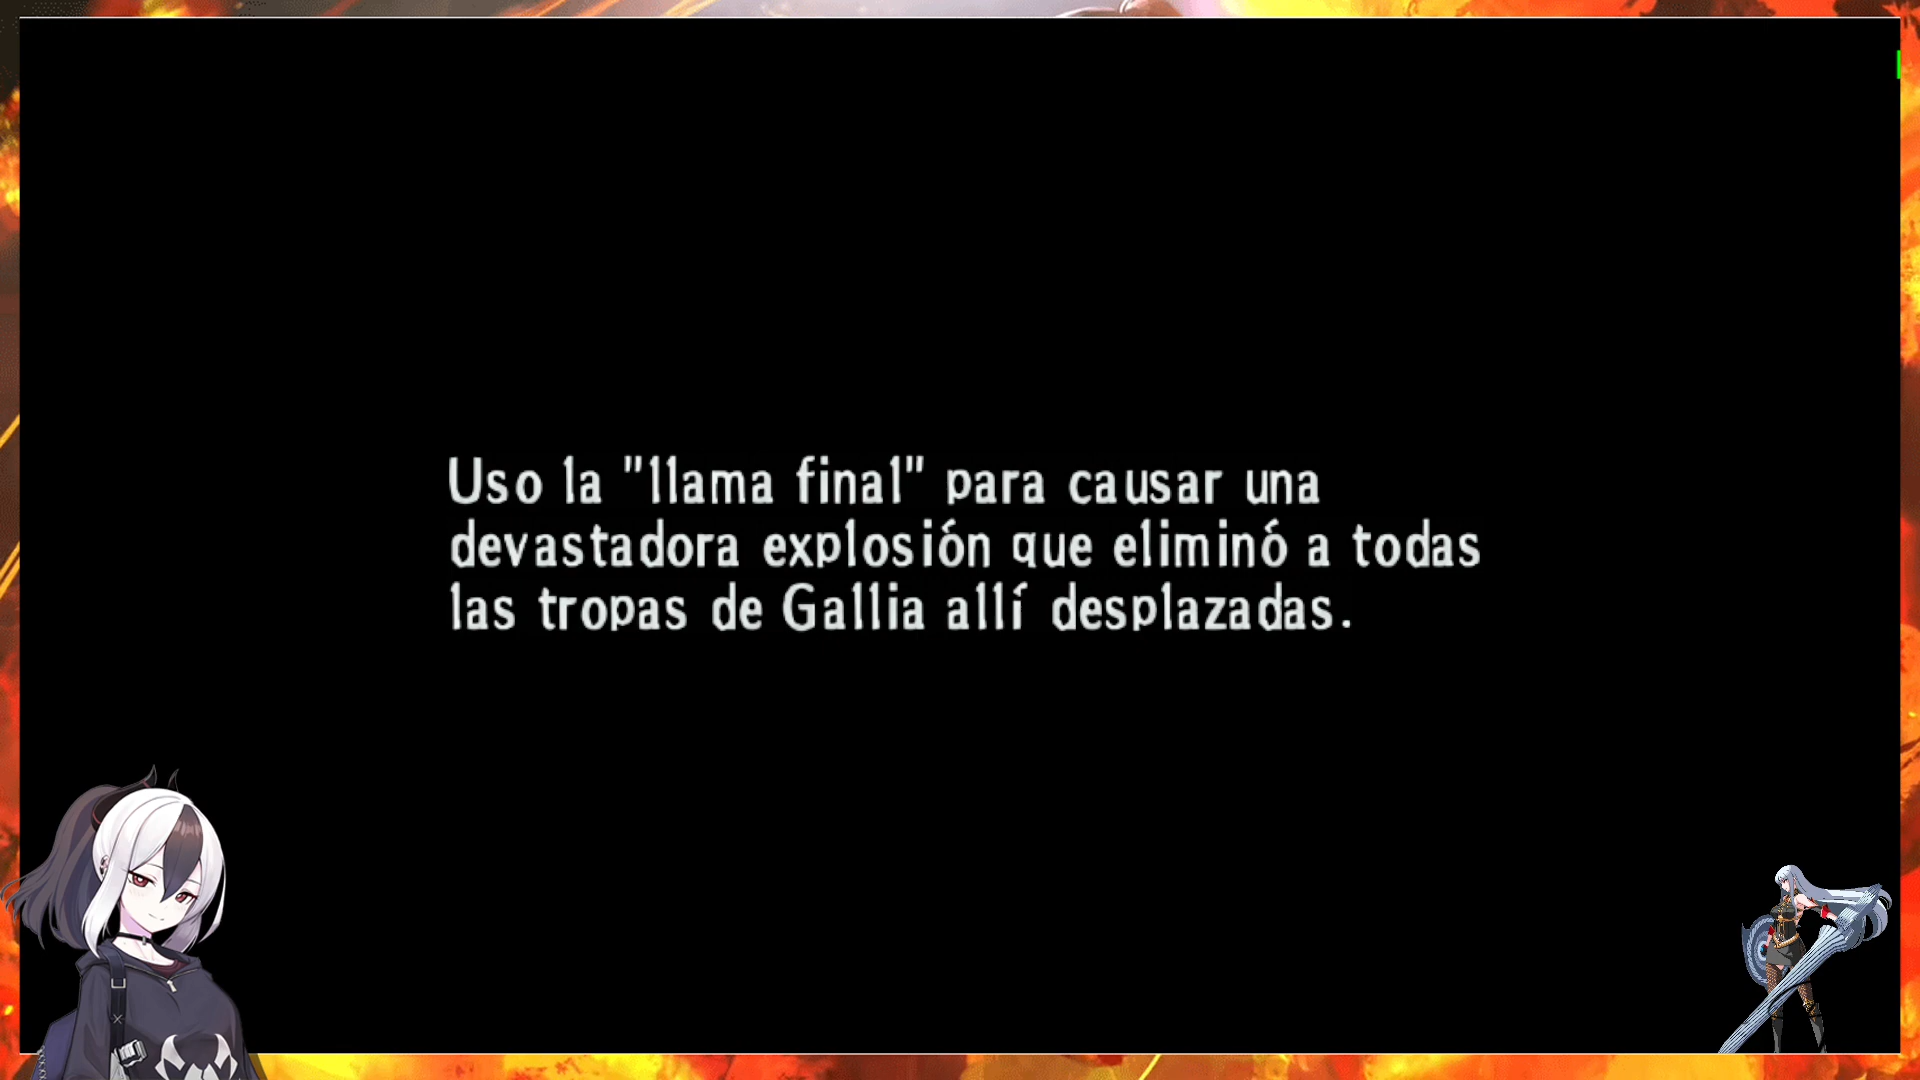 Uso la "llama final" para causar una
devastadora explosión que eliminó a todas
las tropas de Gallia allí desplazadas.